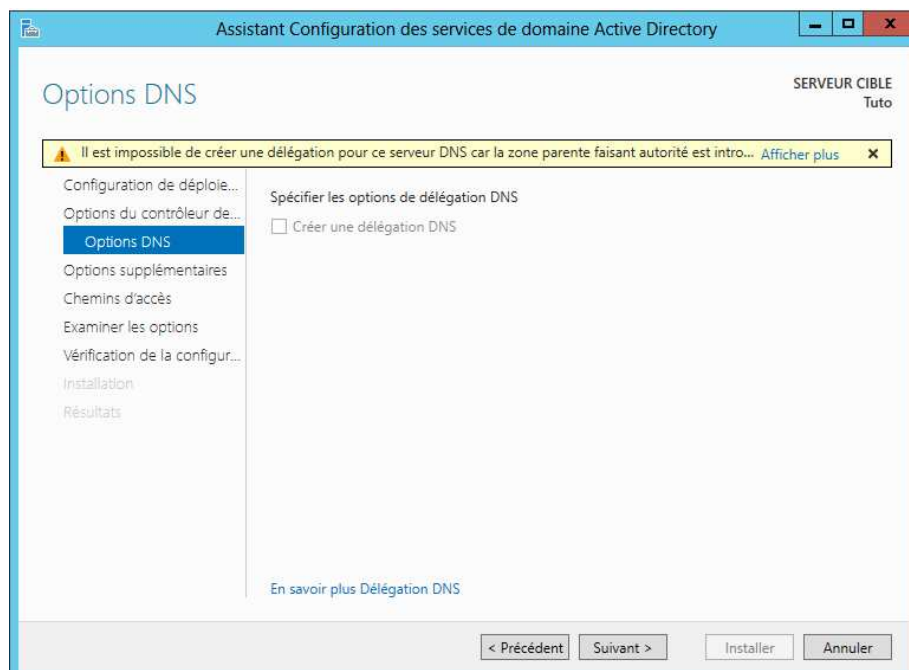 Assistant Configuration des services de domaine Active Directory
Options DNS
SERVEUR CIBLE
Tuto
Il est impossible de créer une délégation pour ce serveur DNS car la zone parente faisant autorité est intro... Afficher plus
Configuration de déploie...
Options du contrôleur de...
Options DNS
Options supplémentaires
Chemins d'accès
Examiner les options
Vérification de la configur...
Installation
Résultats
Spécifier les options de délégation DNS
Créer une délégation DNS
En savoir plus Délégation DNS
< Précédent Suivant > Installer Annuler